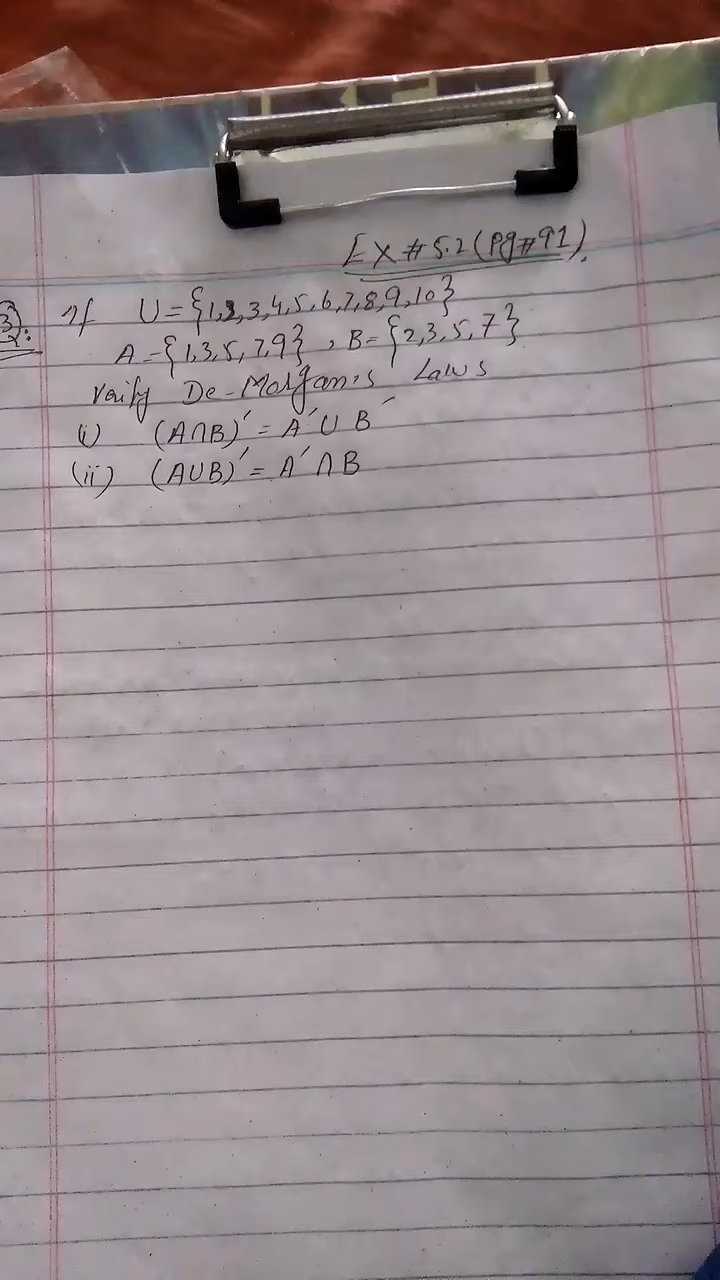 Ex # 5.2 (Pg#91).
3): If U = {1,2,3,4,5,6,7,8,9,10}
A = {1,3,5,7,9} , B = {2,3,5,7}
Verify De-Morgan,s Laws
(i) (A∩B)′ = A′ ∪ B′
(ii) (A∪B)′ = A′ ∩ B